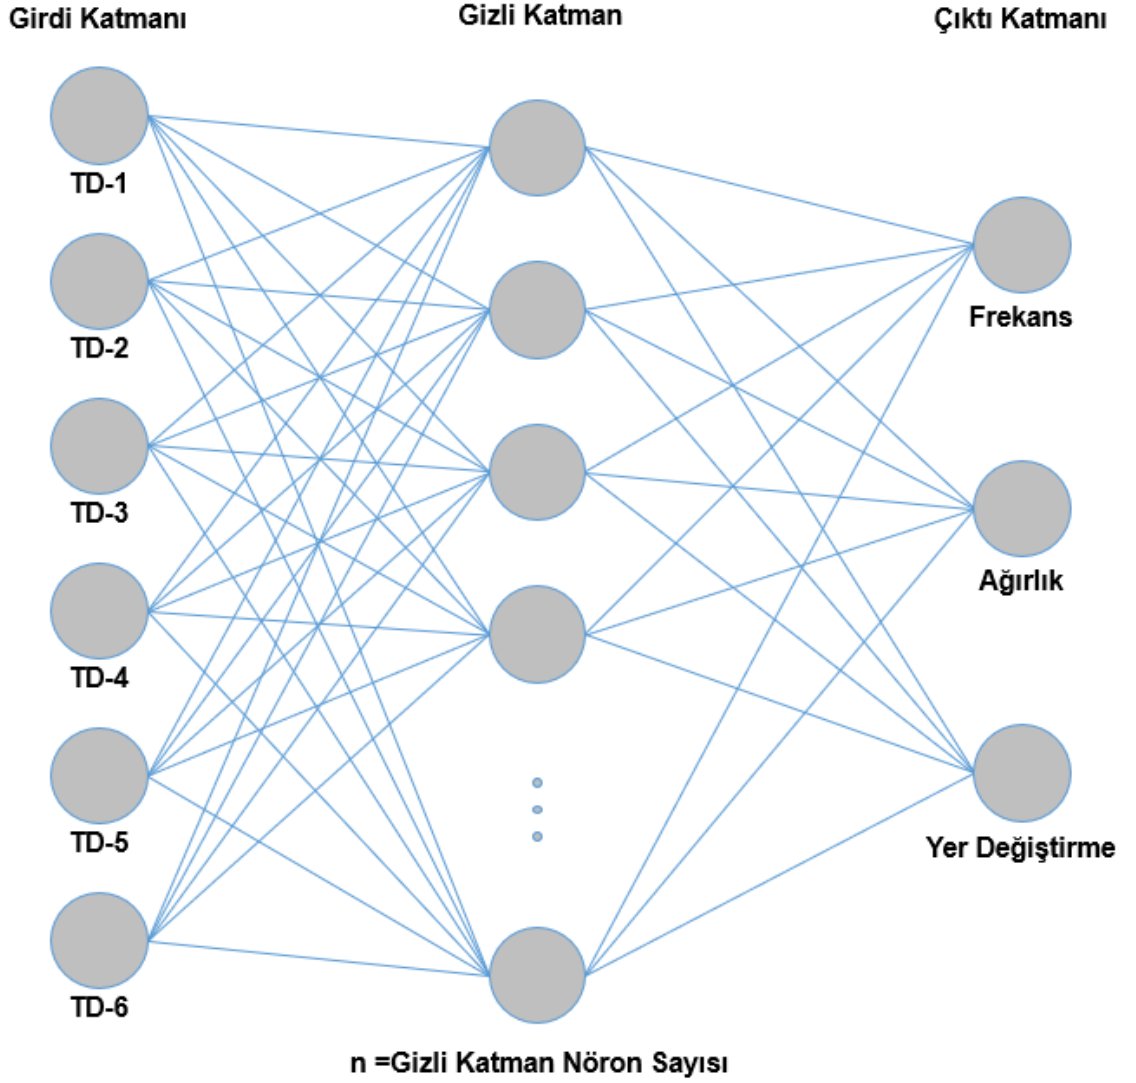 Girdi Katmanı
Gizli Katman
Çıktı Katmanı
TD-1
TD-2
TD-3
TD-4
TD-5
TD-6
Frekans
Ağırlık
Yer Değiştirme
n =Gizli Katman Nöron Sayısı